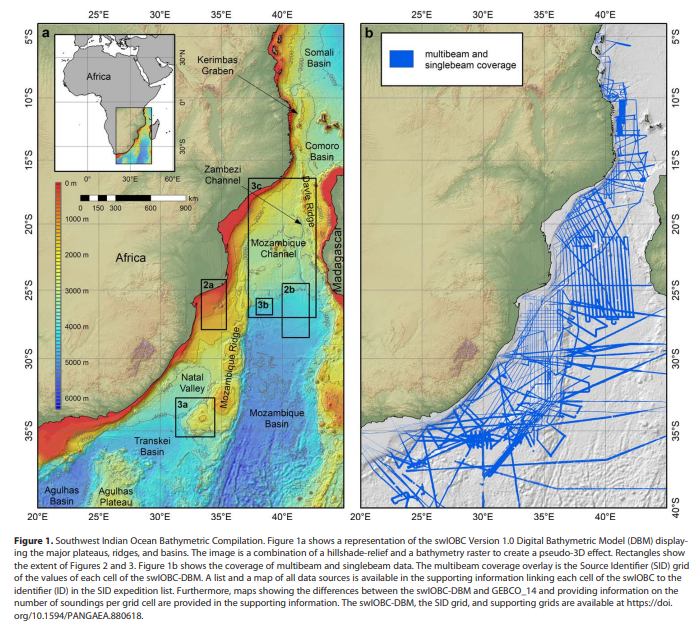 25°E 30°E 35°E 40°E
25°E 30°E 35°E 40°E
5°S
a
b
Somali
Basin
Kerimbas
Graben
Africa
30°N
0°
30°S
0° 30°E 60°E
multibeam and
singlebeam coverage
5°S
10°S
10°S
Comoro
Basin
15°S
15°S
Zambezi
Channel
3c
Davie Ridge
0 m
1000 m
2000 m
3000 m
4000 m
5000 m
6000 m
km
0 150 300 600 900
20°S
20°S
Mozambique
Channel
Madagascar
Africa
25°S
25°S
2a
2b
3b
30°S
30°S
Mozambique Ridge
Natal
Valley
3a
Mozambique
Basin
35°S
35°S
Transkei
Basin
Agulhas
Basin
Agulhas
Plateau
40°S
20°E 25°E 30°E 35°E 40°E
20°E 25°E 30°E 35°E 40°E
Figure 1. Southwest Indian Ocean Bathymetric Compilation. Figure 1a shows a representation of the swIOBC Version 1.0 Digital Bathymetric Model (DBM) display-
ing the major plateaus, ridges, and basins. The image is a combination of a hillshade-relief and a bathymetry raster to create a pseudo-3D effect. Rectangles show
the extent of Figures 2 and 3. Figure 1b shows the coverage of multibeam and singlebeam data. The multibeam coverage overlay is the Source Identifier (SID) grid
of the values of each cell of the swIOBC-DBM. A list and a map of all data sources is available in the supporting information linking each cell of the swIOBC to the
identifier (ID) in the SID expedition list. Furthermore, maps showing the differences between the swIOBC-DBM and GEBCO_14 and providing information on the
number of soundings per grid cell are provided in the supporting information. The swIOBC-DBM, the SID grid, and supporting grids are available at https://doi.
org/10.1594/PANGAEA.880618.